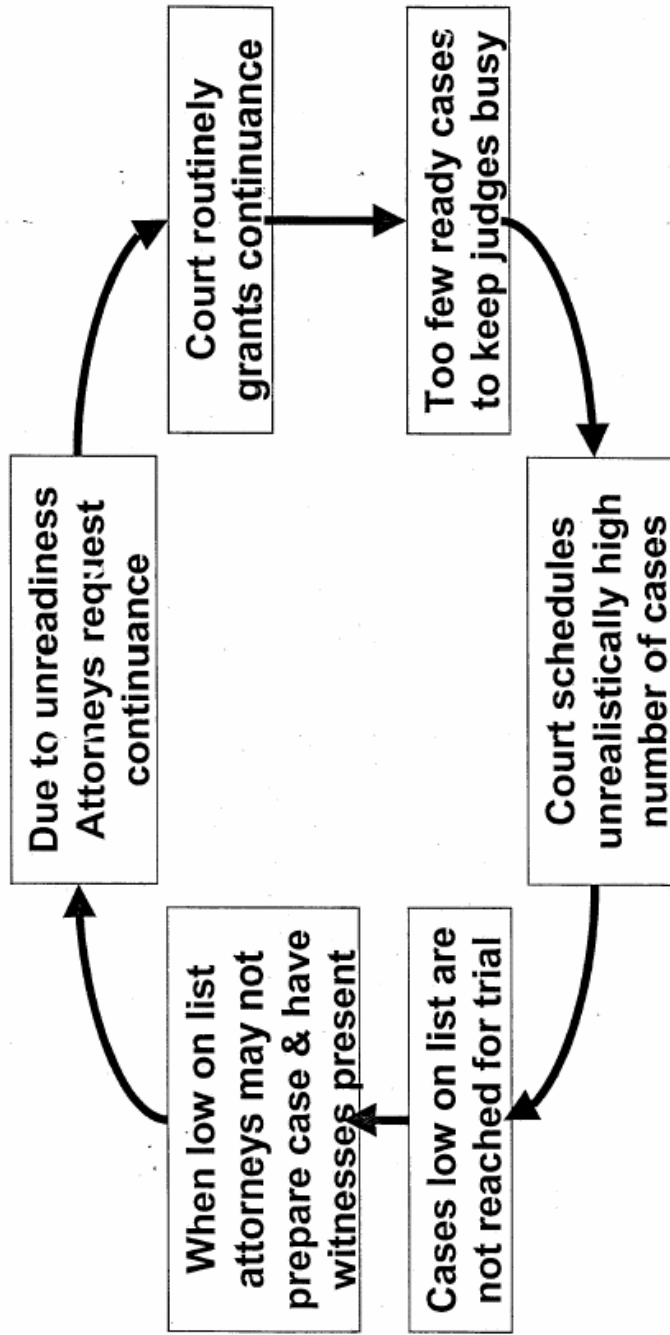 Due to unreadiness
Attorneys request
continuance
Court routinely
grants continuance
Too few ready cases
to keep judges busy
Court schedules
unrealistically high
number of cases
Cases low on list are
not reached for trial
When low on list
attorneys may not
prepare case & have
witnesses present